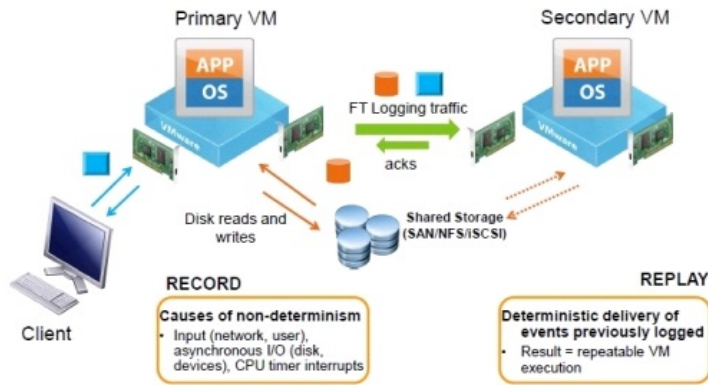 Primary VM
Secondary VM
APP
OS
VMware
APP
OS
VMware
FT Logging traffic
acks
Disk reads and
writes
Shared Storage
(SAN/NFS/iSCSI)
Client
RECORD
Causes of non-determinism
• Input (network, user),
asynchronous I/O (disk,
devices), CPU timer interrupts
REPLAY
Deterministic delivery of
events previously logged
• Result = repeatable VM
execution